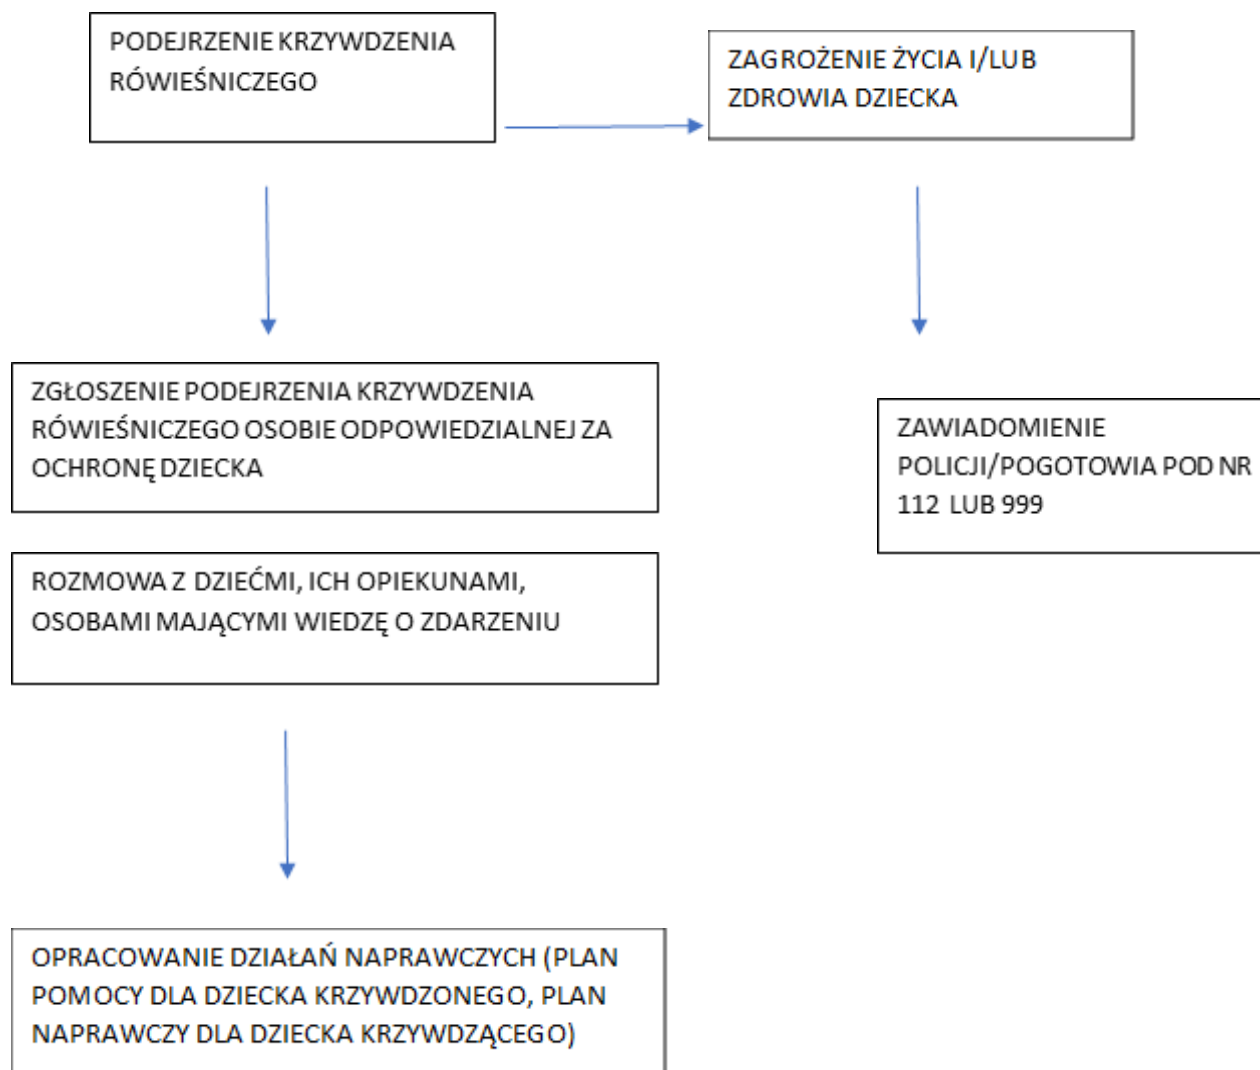 PODEJRZENIE KRZYWDZENIA
RÓWIEŚNICZEGO
ZAGROŻENIE ŻYCIA I/LUB
ZDROWIA DZIECKA
ZGŁOSZENIE PODEJRZENIA KRZYWDZENIA
RÓWIEŚNICZEGO OSOBIE ODPOWIEDZIALNEJ ZA
OCHRONĘ DZIECKA
ZAWIADOMIENIE
POLICJI/POGOTOWIA POD NR
112 LUB 999
ROZMOWA Z DZIEĆMI, ICH OPIEKUNAMI,
OSOBAMI MAJĄCYMI WIEDZĘ O ZDARZENIU
OPRACOWANIE DZIAŁAŃ NAPRAWCZYCH (PLAN
POMOCY DLA DZIECKA KRZYWDZONEGO, PLAN
NAPRAWCZY DLA DZIECKA KRZYWDZĄCEGO)